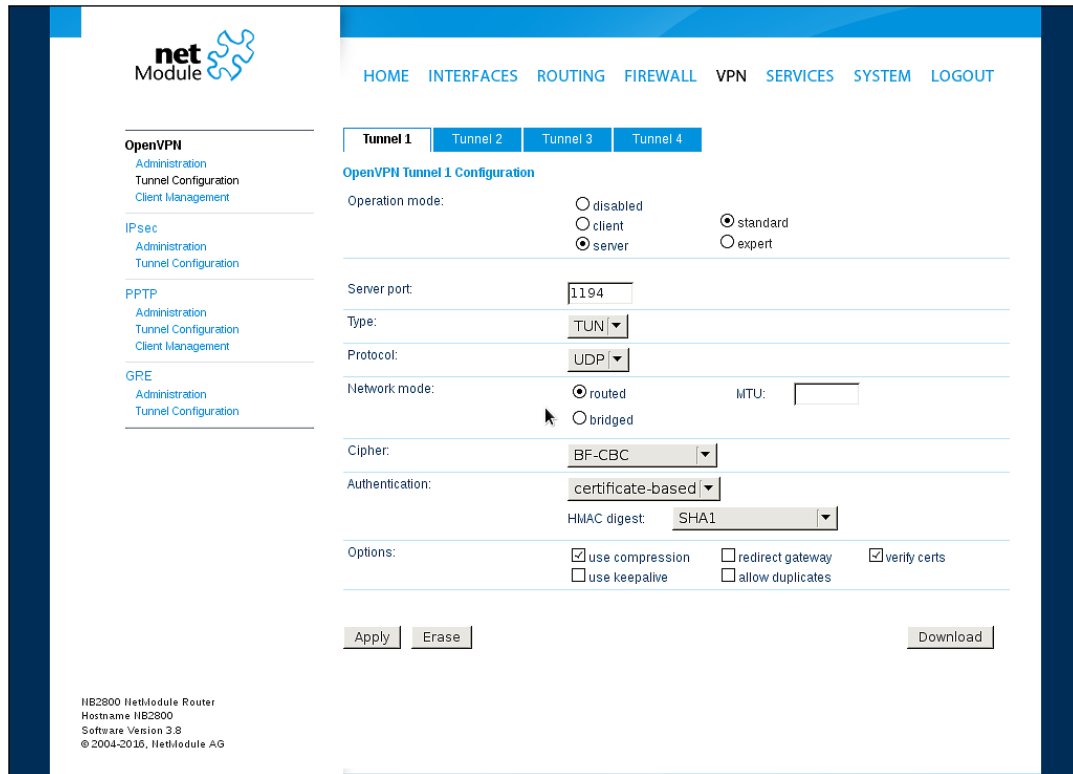 net
Module
HOME INTERFACES ROUTING FIREWALL VPN SERVICES SYSTEM LOGOUT
OpenVPN
Administration
Tunnel Configuration
Client Management
IPsec
Administration
Tunnel Configuration
PPTP
Administration
Tunnel Configuration
Client Management
GRE
Administration
Tunnel Configuration
Tunnel 1 Tunnel 2 Tunnel 3 Tunnel 4
OpenVPN Tunnel 1 Configuration
Operation mode:
disabled
client
server
standard
expert
Server port: 1194
Type: TUN
Protocol: UDP
Network mode: routed MTU:
bridged
Cipher: BF-CBC
Authentication: certificate-based
HMAC digest: SHA1
Options: use compression redirect gateway verify certs
use keepalive allow duplicates
Apply Erase Download
NB2800 NetModule Router
Hostname NB2800
Software Version 3.8
© 2004-2016, NetModule AG